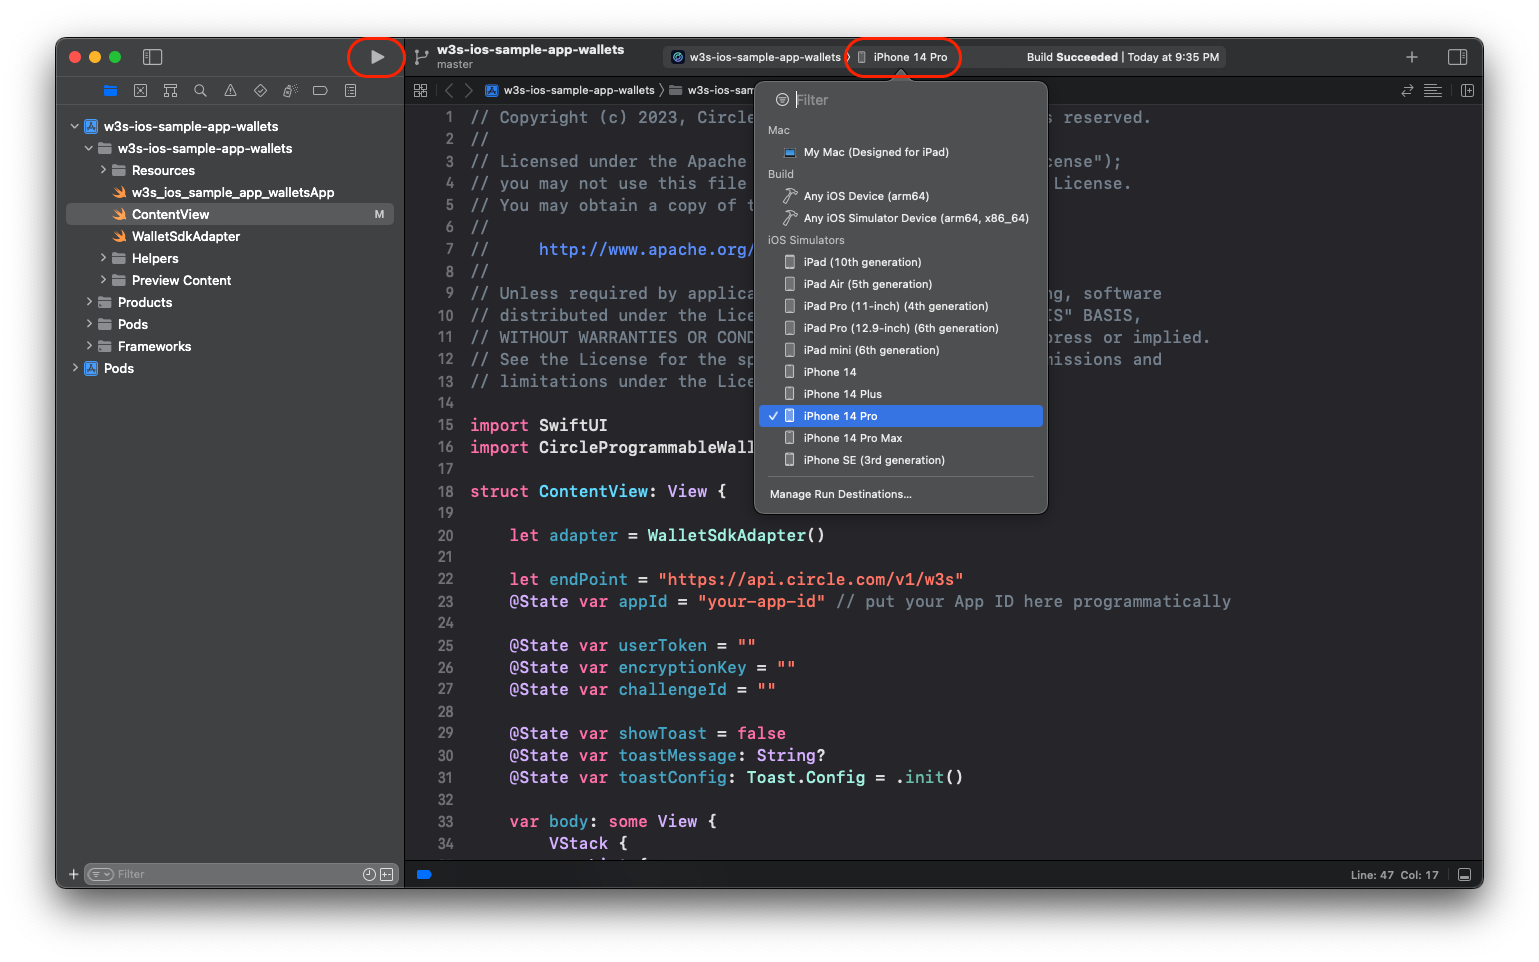 w3s-ios-sample-app-wallets
master
w3s-ios-sample-app-wallets
iPhone 14 Pro
Build Succeeded | Today at 9:35 PM
w3s-ios-sample-app-wallets
w3s-ios-sample-app-wallets
Resources
w3s_ios_sample_app_walletsApp
ContentView M
WalletSdkAdapter
Helpers
Preview Content
Products
Pods
Frameworks
Pods
Filter
w3s-ios-sample-app-wallets
w3s-ios-sam
1 // Copyright (c) 2023, Circle s reserved.
2 //
3 // Licensed under the Apache cense");
4 // you may not use this file License.
5 // You may obtain a copy of t
6 //
7 // http://www.apache.org/
8 //
9 // Unless required by applica ng, software
10 // distributed under the Lice IS" BASIS,
11 // WITHOUT WARRANTIES OR COND press or implied.
12 // See the License for the sp missions and
13 // limitations under the Lice
14
15 import SwiftUI
16 import CircleProgrammableWall
17
18 struct ContentView: View {
19
20 let adapter = WalletSdkAdapter()
21
22 let endPoint = "https://api.circle.com/v1/w3s"
23 @State var appId = "your-app-id" // put your App ID here programmatically
24
25 @State var userToken = ""
26 @State var encryptionKey = ""
27 @State var challengeId = ""
28
29 @State var showToast = false
30 @State var toastMessage: String?
31 @State var toastConfig: Toast.Config = .init()
32
33 var body: some View {
34 VStack {
Filter
Mac
My Mac (Designed for iPad)
Build
Any iOS Device (arm64)
Any iOS Simulator Device (arm64, x86_64)
iOS Simulators
iPad (10th generation)
iPad Air (5th generation)
iPad Pro (11-inch) (4th generation)
iPad Pro (12.9-inch) (6th generation)
iPad mini (6th generation)
iPhone 14
iPhone 14 Plus
iPhone 14 Pro
iPhone 14 Pro Max
iPhone SE (3rd generation)
Manage Run Destinations...
Line: 47 Col: 17